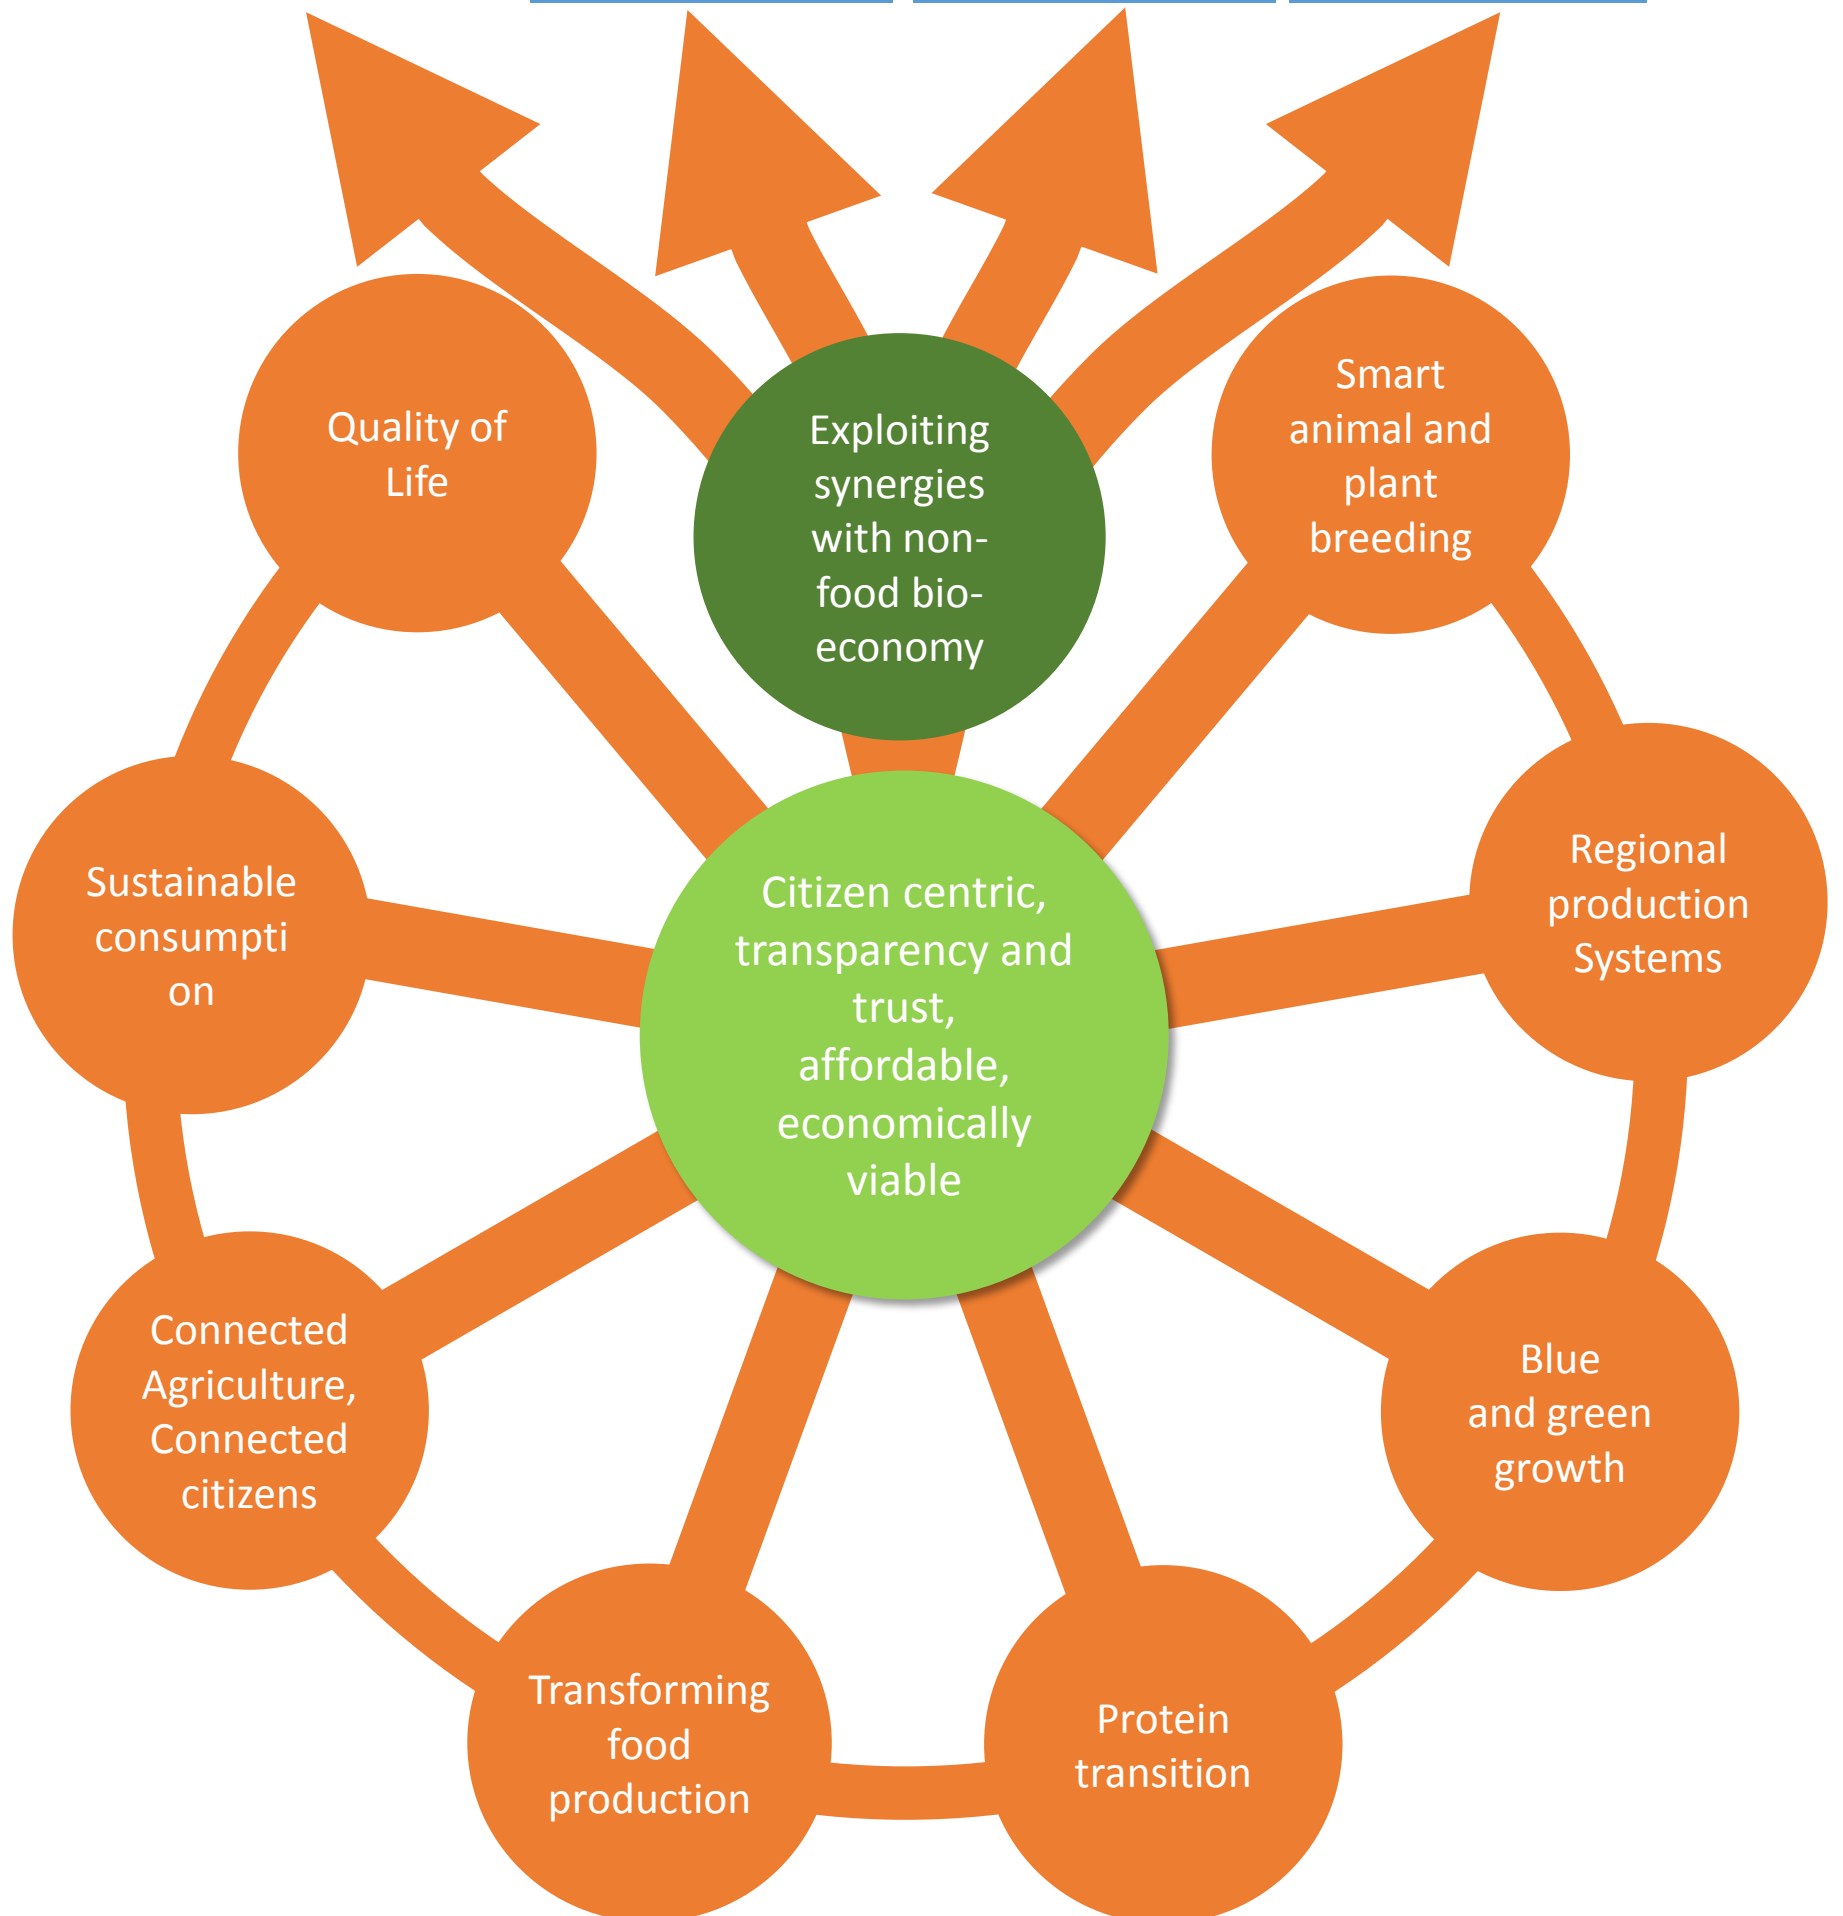 Quality of
Life
Exploiting
synergies
with non-
food bio-
economy
Smart
animal and
plant
breeding
Sustainable
consumpti
on
Citizen centric,
transparency and
trust,
affordable,
economically
viable
Regional
production
Systems
Connected
Agriculture,
Connected
citizens
Blue
and green
growth
Transforming
food
production
Protein
transition